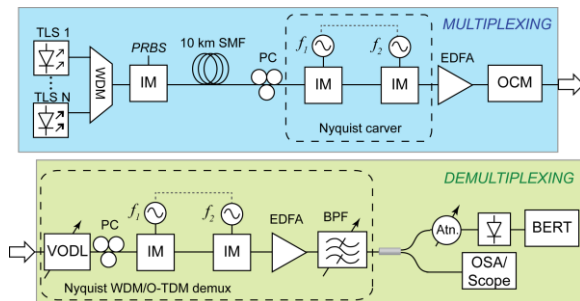 MULTIPLEXING
TLS 1
TLS N
WDM
PRBS
IM
10 km SMF
PC
f1
f2
IM
IM
Nyquist carver
EDFA
OCM
DEMULTIPLEXING
VODL
PC
f1
f2
IM
IM
EDFA
BPF
Nyquist WDM/O-TDM demux
Atn.
BERT
OSA/
Scope